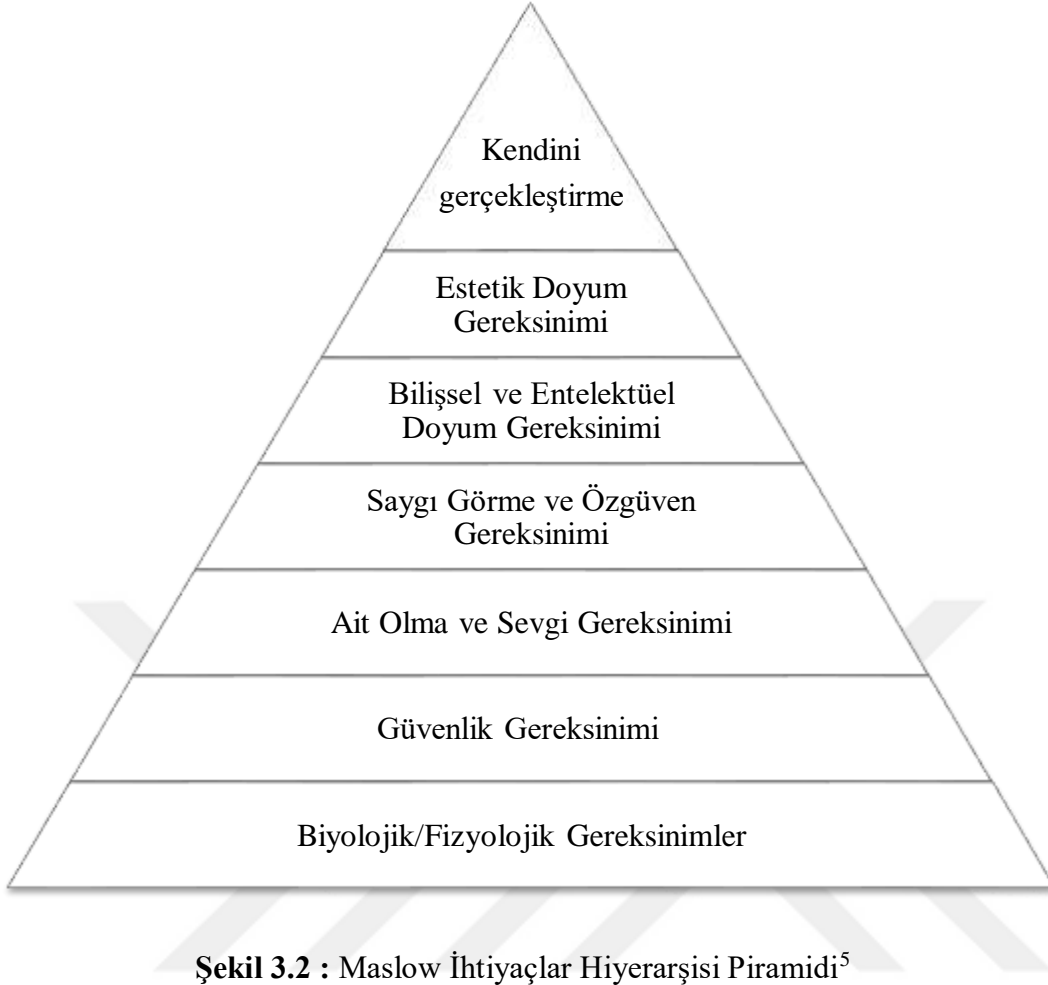 Kendini
gerçekleştirme
Estetik Doyum
Gereksinimi
Bilişsel ve Entelektüel
Doyum Gereksinimi
Saygı Görme ve Özgüven
Gereksinimi
Ait Olma ve Sevgi Gereksinimi
Güvenlik Gereksinimi
Biyolojik/Fizyolojik Gereksinimler
Şekil 3.2 : Maslow İhtiyaçlar Hiyerarşisi Piramidi⁵